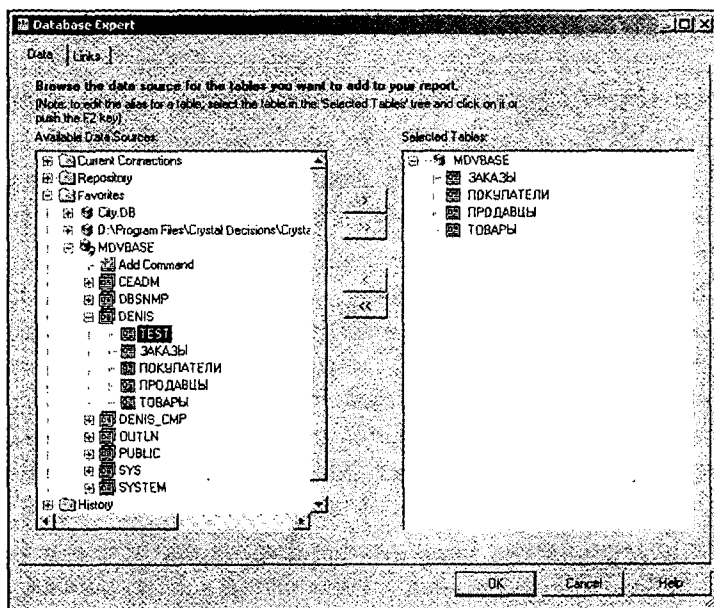 Database Expert
Data Links
Browse the data source for the tables you want to add to your report.
(Note: to edit the alias for a table, select the table in the 'Selected Tables' tree and click on it or
push the F2 key)
Available Data Sources:
Current Connections
Repository
Favorites
City.DB
D:\Program Files\Crystal Decisions\Crysta
MDVBASE
Add Command
CEADM
DBSNMP
DENIS
TEST
ЗАКАЗЫ
ПОКУПАТЕЛИ
ПРОДАВЦЫ
ТОВАРЫ
DENIS_CMP
OUTLN
PUBLIC
SYS
SYSTEM
History
>
<
<<
Selected Tables:
MDVBASE
ЗАКАЗЫ
ПОКУПАТЕЛИ
ПРОДАВЦЫ
ТОВАРЫ
OK Cancel Help